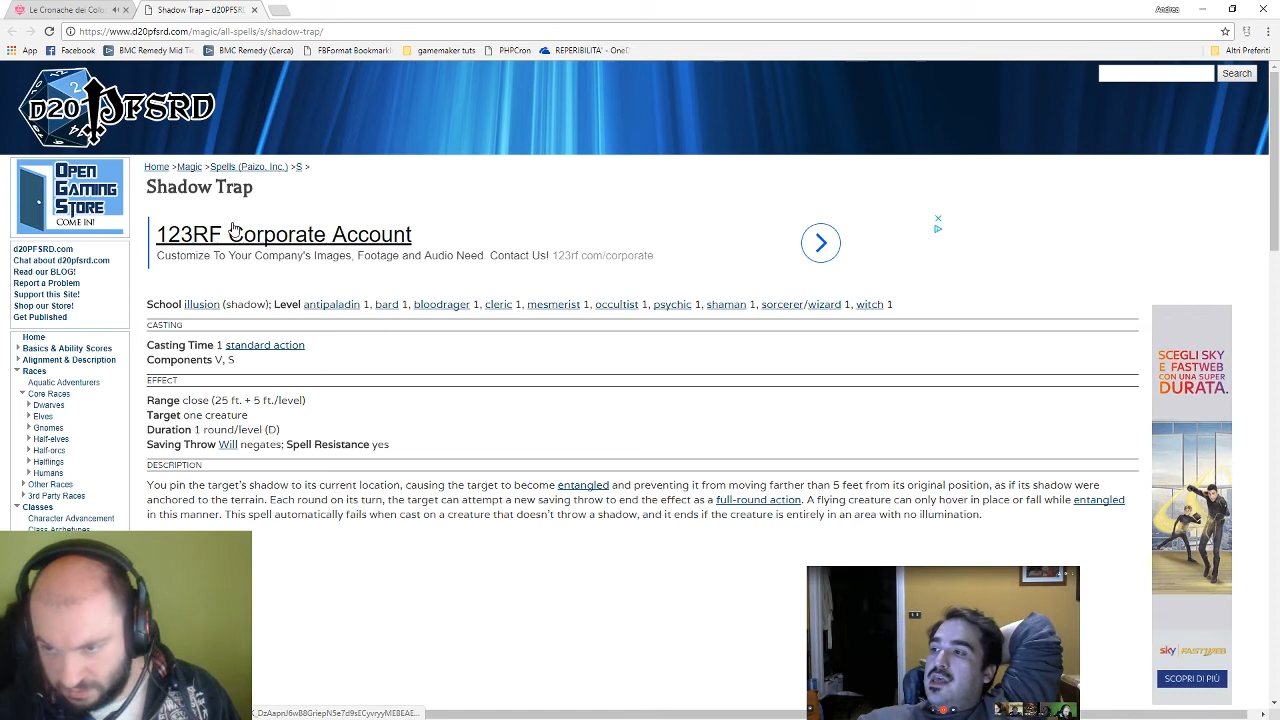 Le Cronache dei Colo
Shadow Trap – d20PFSR
Andrea
https://www.d20pfsrd.com/magic/all-spells/s/shadow-trap/
App
Facebook
BMC Remedy Mid Ti
BMC Remedy (Cerca)
FBFormat Bookmark
gamemaker tuts
PHPCron
REPERIBILITA' - OneD
Altri Preferiti
D20PFSRD
Search
OPEN
GAMING
STORE
COME IN!
Home >Magic >Spells (Paizo, Inc.) >S >
Shadow Trap
123RF Corporate Account
Customize To Your Company's Images, Footage and Audio Need. Contact Us! 123rf.com/corporate
d20PFSRD.com
Chat about d20pfsrd.com
Read our BLOG!
Report a Problem
Support this Site!
Shop our Store!
Get Published
Home
Basics & Ability Scores
Alignment & Description
Races
Aquatic Adventurers
Core Races
Dwarves
Elves
Gnomes
Half-elves
Half-orcs
Halflings
Humans
Other Races
3rd Party Races
Classes
Character Advancement
Class Archetypes
School illusion (shadow); Level antipaladin 1, bard 1, bloodrager 1, cleric 1, mesmerist 1, occultist 1, psychic 1, shaman 1, sorcerer/wizard 1, witch 1
CASTING
Casting Time 1 standard action
Components V, S
EFFECT
Range close (25 ft. + 5 ft./level)
Target one creature
Duration 1 round/level (D)
Saving Throw Will negates; Spell Resistance yes
DESCRIPTION
You pin the target's shadow to its current location, causing the target to become entangled and preventing it from moving farther than 5 feet from its original position, as if its shadow were
anchored to the terrain. Each round on its turn, the target can attempt a new saving throw to end the effect as a full-round action. A flying creature can only hover in place or fall while entangled
in this manner. This spell automatically fails when cast on a creature that doesn't throw a shadow, and it ends if the creature is entirely in an area with no illumination.
SCEGLI SKY
E FASTWEB
CON UNA SUPER
DURATA.
sky FASTWEB
SCOPRI DI PIÙ